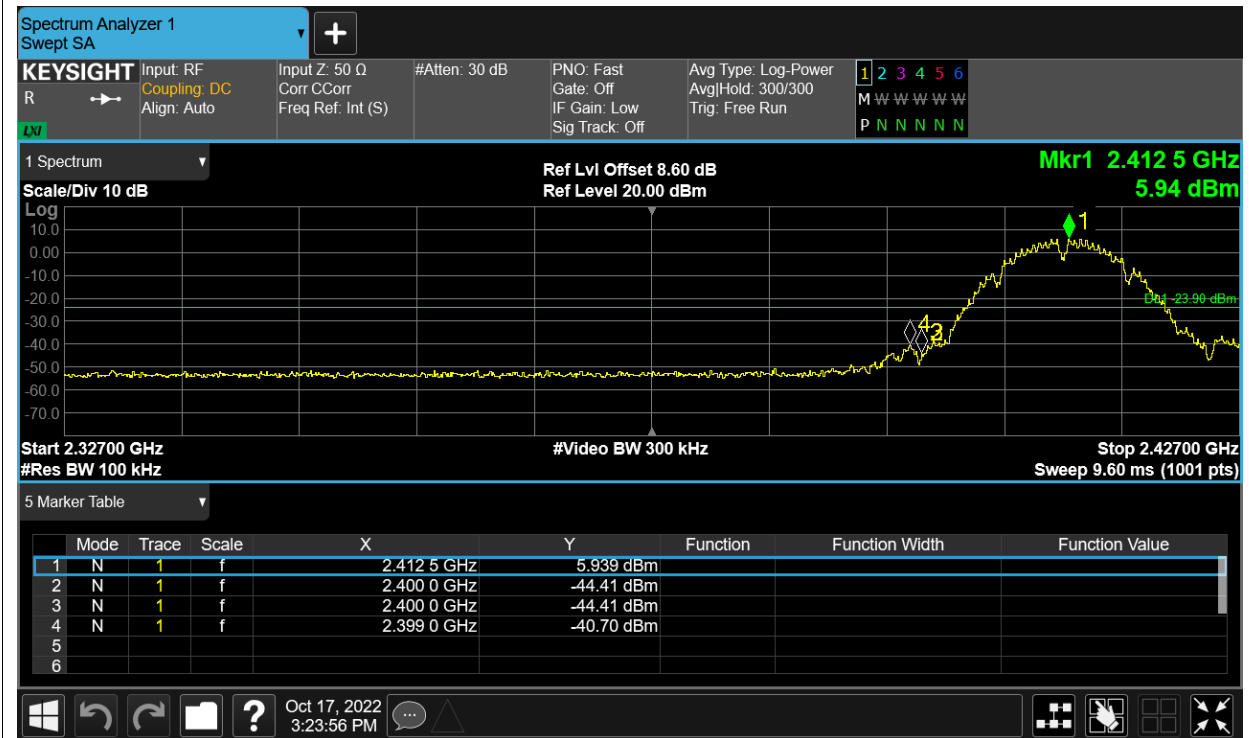 Spectrum Analyzer 1
Swept SA
KEYSIGHT Input: RF Input Z: 50 Ω #Atten: 30 dB PNO: Fast Avg Type: Log-Power 1 2 3 4 5 6
R Coupling: DC Corr CCorr Gate: Off Avg|Hold: 300/300 M W W W W W W
Align: Auto Freq Ref: Int (S) IF Gain: Low Trig: Free Run
LXI Sig Track: Off P N N N N N N
1 Spectrum
Ref Lvl Offset 8.60 dB Mkr1 2.412 5 GHz
Scale/Div 10 dB Ref Level 20.00 dBm 5.94 dBm
Log
1
10.0
0.00
-10.0
-20.0
DL1 -23.90 dBm
-30.0
4
-40.0
-50.0
-60.0
-70.0
Start 2.32700 GHz #Video BW 300 kHz Stop 2.42700 GHz
#Res BW 100 kHz Sweep 9.60 ms (1001 pts)
5 Marker Table
Mode Trace Scale X Y Function Function Width Function Value
1 N 1 f 2.412 5 GHz 5.939 dBm
2 N 1 f 2.400 0 GHz -44.41 dBm
3 N 1 f 2.400 0 GHz -44.41 dBm
4 N 1 f 2.399 0 GHz -40.70 dBm
5
6
? Oct 17, 2022
3:23:56 PM